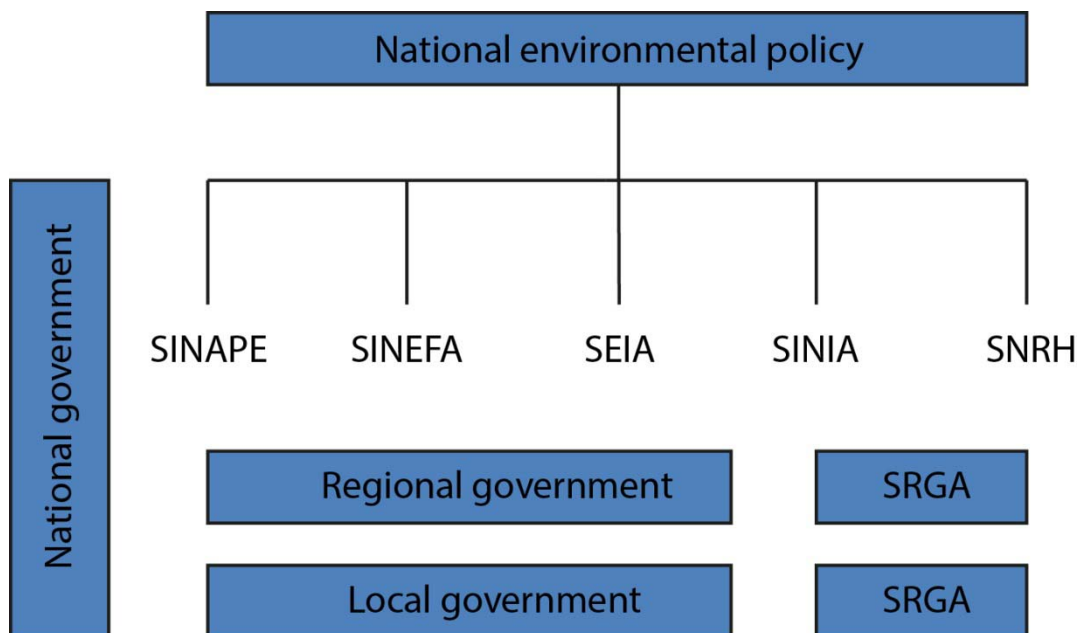 National environmental policy
National government
SINAPE
SINEFA
SEIA
SINIA
SNRH
Regional government
SRGA
Local government
SRGA